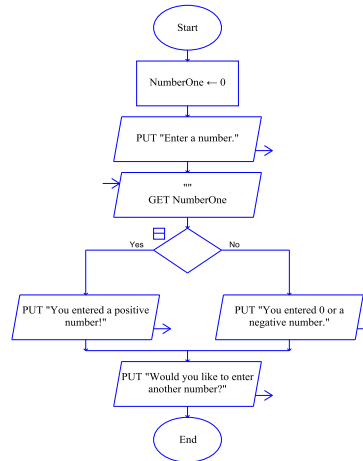 Start
NumberOne ← 0
PUT "Enter a number."
""
GET NumberOne
Yes
No
PUT "You entered a positive
number!"
PUT "You entered 0 or a
negative number."
PUT "Would you like to enter
another number?"
End